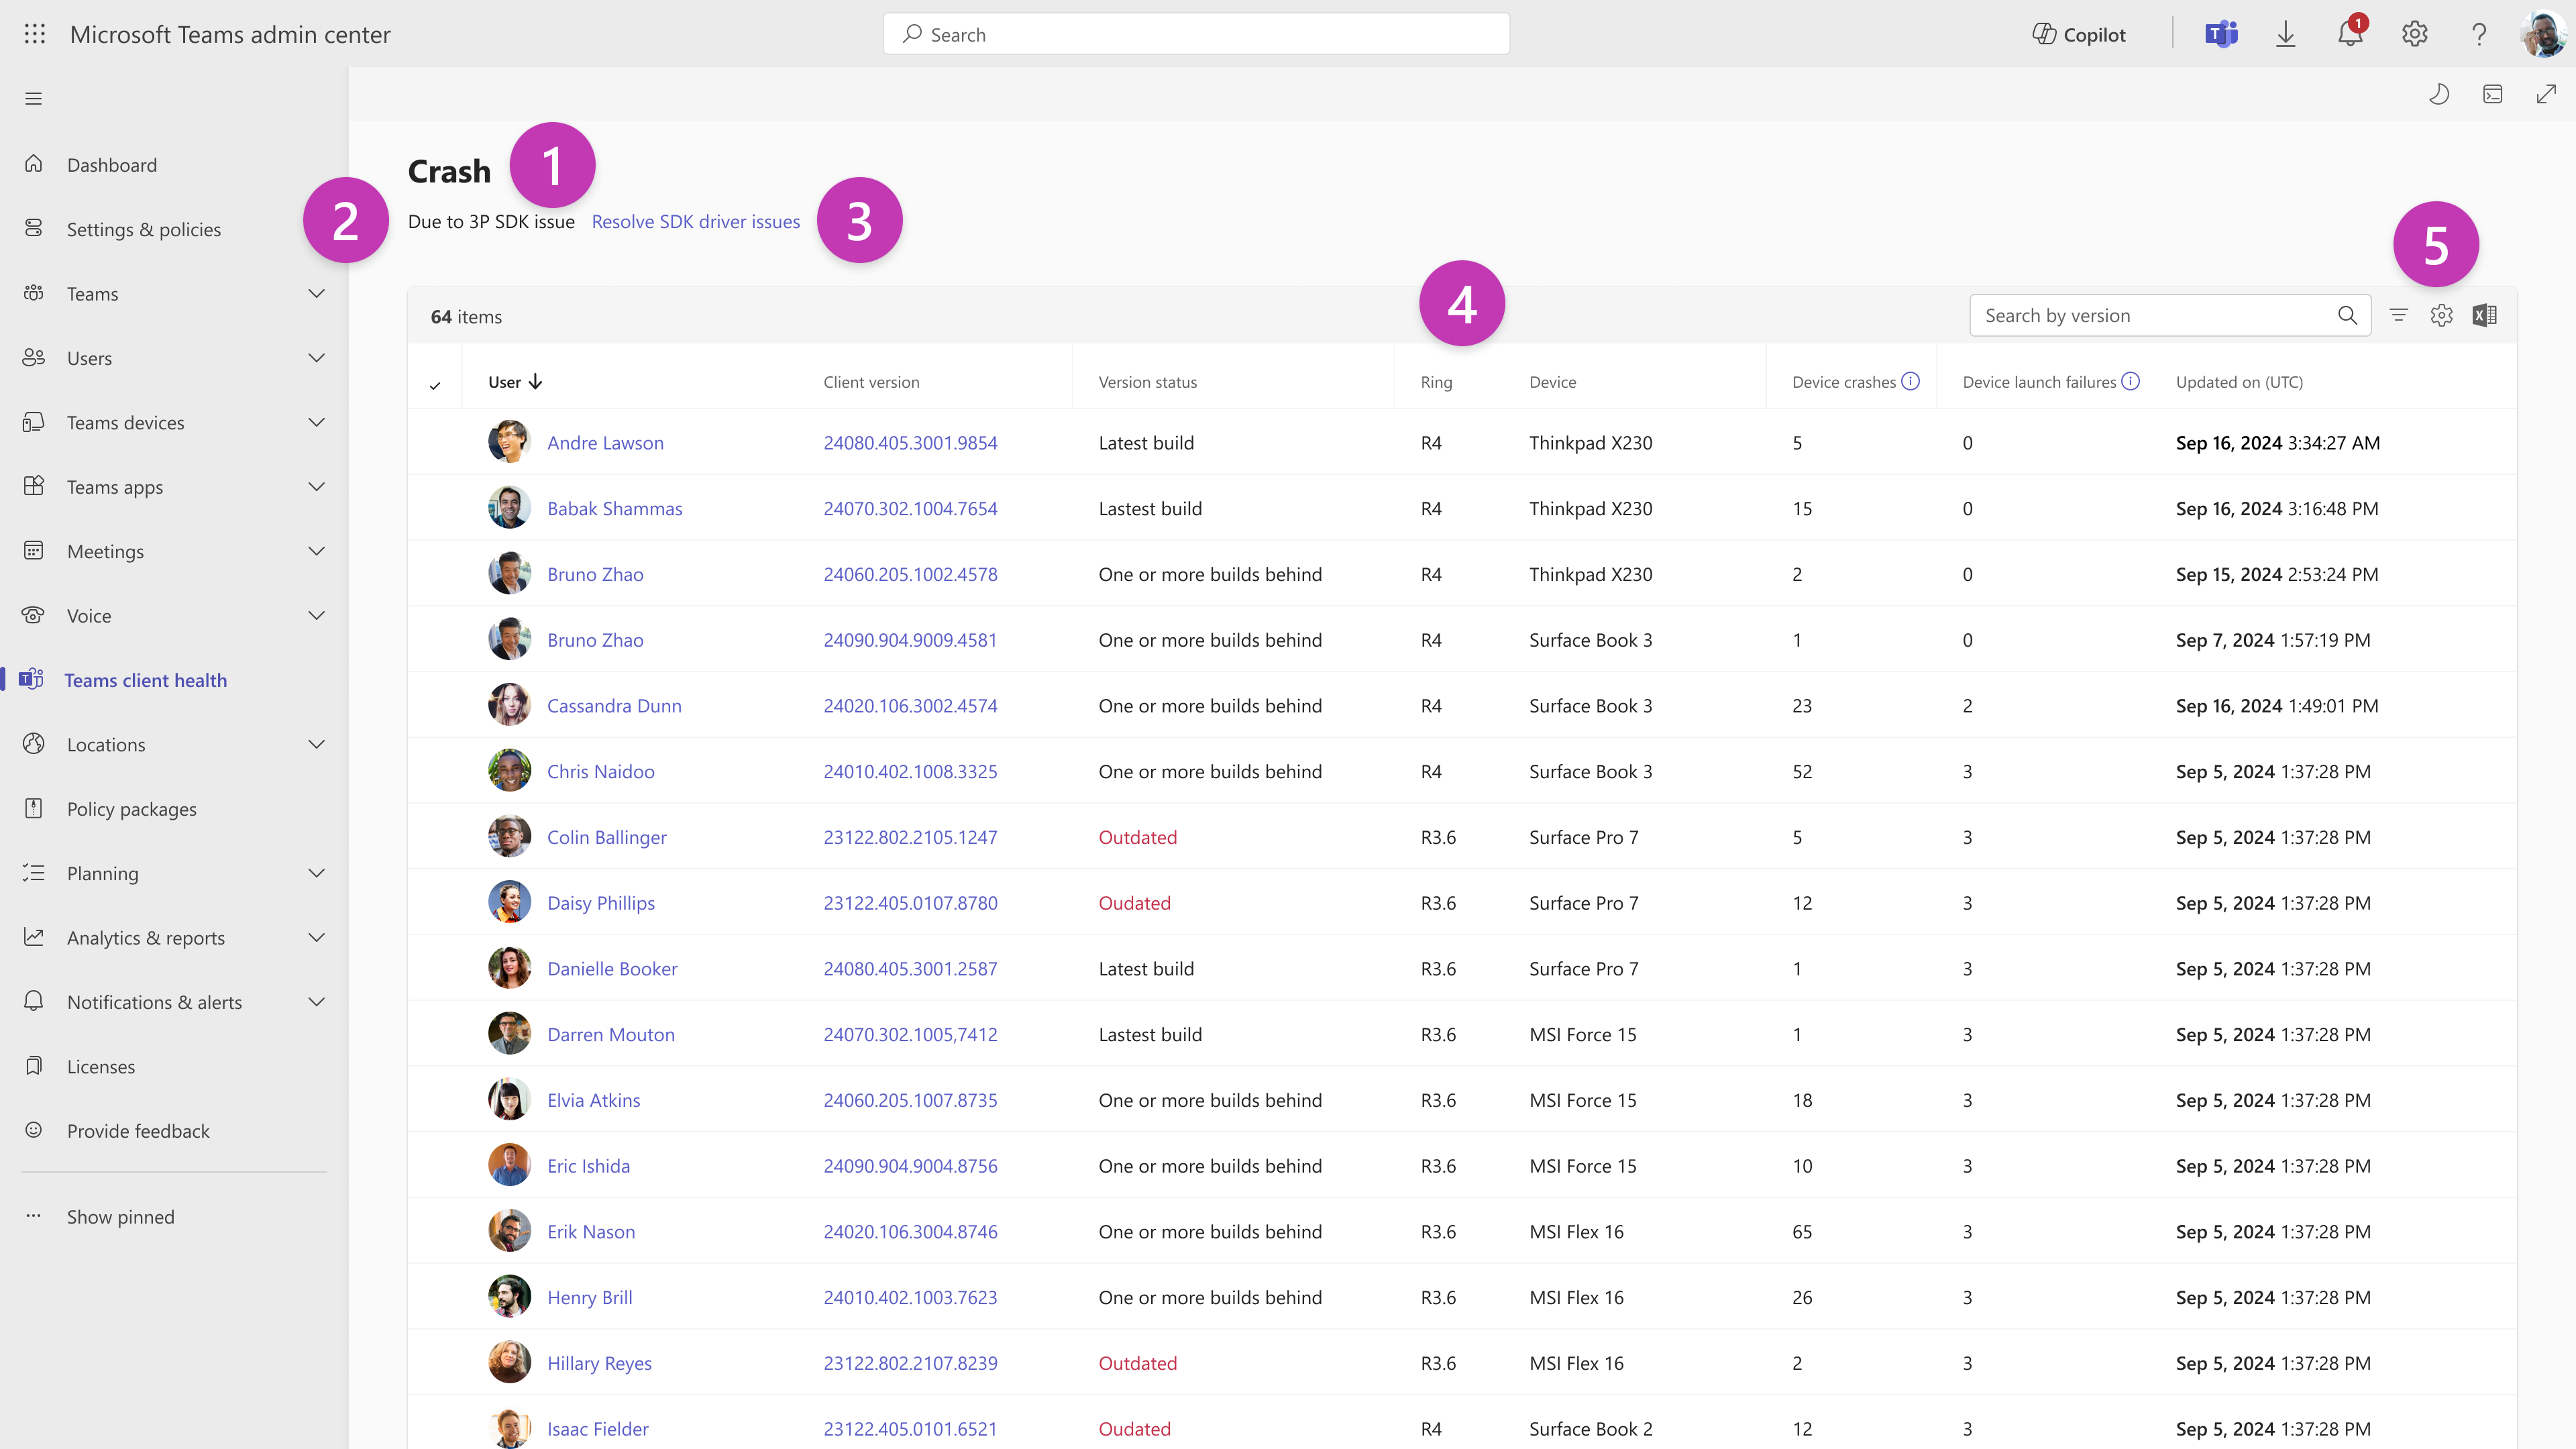 Microsoft Teams admin center
Search
Copilot
1
Dashboard
Settings & policies
Teams
Users
Teams devices
Teams apps
Meetings
Voice
Teams client health
Locations
Policy packages
Planning
Analytics & reports
Notifications & alerts
Licenses
Provide feedback
Show pinned
Crash 1
2 Due to 3P SDK issue Resolve SDK driver issues 3
4
5
64 items
Search by version
User Client version Version status Ring Device Device crashes Device launch failures Updated on (UTC)
Andre Lawson 24080.405.3001.9854 Latest build R4 Thinkpad X230 5 0 Sep 16, 2024 3:34:27 AM
Babak Shammas 24070.302.1004.7654 Lastest build R4 Thinkpad X230 15 0 Sep 16, 2024 3:16:48 PM
Bruno Zhao 24060.205.1002.4578 One or more builds behind R4 Thinkpad X230 2 0 Sep 15, 2024 2:53:24 PM
Bruno Zhao 24090.904.9009.4581 One or more builds behind R4 Surface Book 3 1 0 Sep 7, 2024 1:57:19 PM
Cassandra Dunn 24020.106.3002.4574 One or more builds behind R4 Surface Book 3 23 2 Sep 16, 2024 1:49:01 PM
Chris Naidoo 24010.402.1008.3325 One or more builds behind R4 Surface Book 3 52 3 Sep 5, 2024 1:37:28 PM
Colin Ballinger 23122.802.2105.1247 Outdated R3.6 Surface Pro 7 5 3 Sep 5, 2024 1:37:28 PM
Daisy Phillips 23122.405.0107.8780 Oudated R3.6 Surface Pro 7 12 3 Sep 5, 2024 1:37:28 PM
Danielle Booker 24080.405.3001.2587 Latest build R3.6 Surface Pro 7 1 3 Sep 5, 2024 1:37:28 PM
Darren Mouton 24070.302.1005,7412 Lastest build R3.6 MSI Force 15 1 3 Sep 5, 2024 1:37:28 PM
Elvia Atkins 24060.205.1007.8735 One or more builds behind R3.6 MSI Force 15 18 3 Sep 5, 2024 1:37:28 PM
Eric Ishida 24090.904.9004.8756 One or more builds behind R3.6 MSI Force 15 10 3 Sep 5, 2024 1:37:28 PM
Erik Nason 24020.106.3004.8746 One or more builds behind R3.6 MSI Flex 16 65 3 Sep 5, 2024 1:37:28 PM
Henry Brill 24010.402.1003.7623 One or more builds behind R3.6 MSI Flex 16 26 3 Sep 5, 2024 1:37:28 PM
Hillary Reyes 23122.802.2107.8239 Outdated R3.6 MSI Flex 16 2 3 Sep 5, 2024 1:37:28 PM
Isaac Fielder 23122.405.0101.6521 Oudated R4 Surface Book 2 12 3 Sep 5, 2024 1:37:28 PM